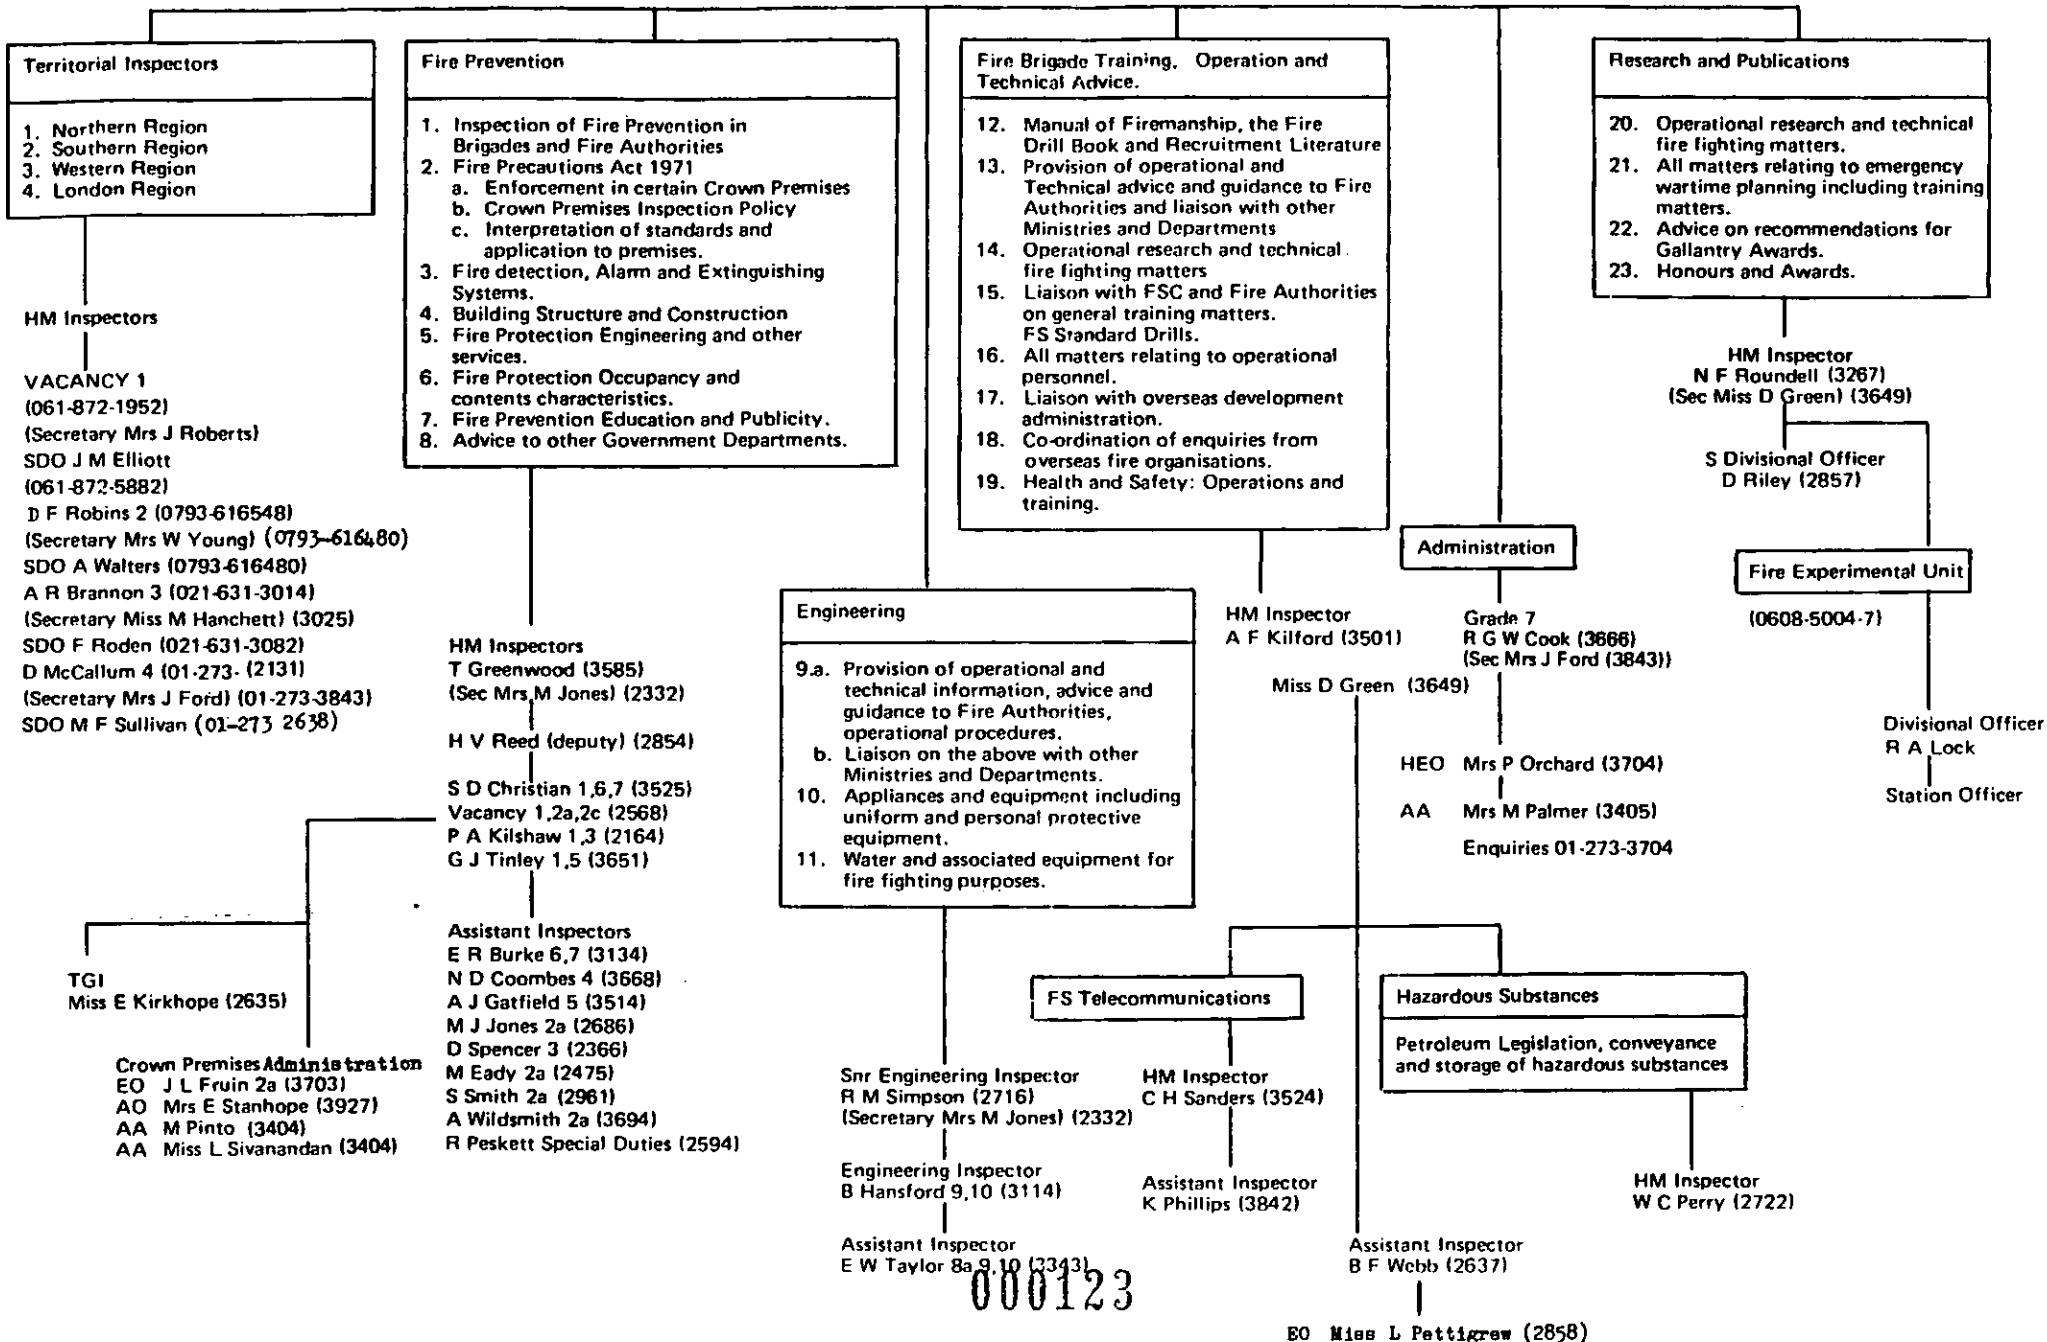 Territorial Inspectors
1. Northern Region
2. Southern Region
3. Western Region
4. London Region
HM Inspectors
VACANCY 1
(061-872-1952)
(Secretary Mrs J Roberts)
SDO J M Elliott
(061-872-5882)
D F Robins 2 (0793-616548)
(Secretary Mrs W Young) (0793-616480)
SDO A Walters (0793-616480)
A R Brannon 3 (021-631-3014)
(Secretary Miss M Hanchett) (3025)
SDO F Roden (021-631-3082)
D McCallum 4 (01-273- (2131)
(Secretary Mrs J Ford) (01-273-3843)
SDO M F Sullivan (01-273 2638)
Fire Prevention
1. Inspection of Fire Prevention in
Brigades and Fire Authorities
2. Fire Precautions Act 1971
a. Enforcement in certain Crown Premises
b. Crown Premises Inspection Policy
c. Interpretation of standards and
application to premises.
3. Fire detection, Alarm and Extinguishing
Systems.
4. Building Structure and Construction
5. Fire Protection Engineering and other
services.
6. Fire Protection Occupancy and
contents characteristics.
7. Fire Prevention Education and Publicity.
8. Advice to other Government Departments.
HM Inspectors
T Greenwood (3585)
(Sec Mrs M Jones) (2332)
H V Reed (deputy) (2854)
S D Christian 1,6,7 (3525)
Vacancy 1,2a,2c (2568)
P A Kilshaw 1,3 (2164)
G J Tinley 1,5 (3651)
Assistant Inspectors
E R Burke 6,7 (3134)
N D Coombes 4 (3668)
A J Gatfield 5 (3514)
M J Jones 2a (2686)
D Spencer 3 (2366)
M Eady 2a (2475)
S Smith 2a (2961)
A Wildsmith 2a (3694)
R Peskett Special Duties (2594)
TGI
Miss E Kirkhope (2635)
Crown Premises Administration
EO J L Fruin 2a (3703)
AO Mrs E Stanhope (3927)
AA M Pinto (3404)
AA Miss L Sivanandan (3404)
Engineering
9.a. Provision of operational and
technical information, advice and
guidance to Fire Authorities,
operational procedures.
b. Liaison on the above with other
Ministries and Departments.
10. Appliances and equipment including
uniform and personal protective
equipment.
11. Water and associated equipment for
fire fighting purposes.
Snr Engineering Inspector
R M Simpson (2716)
(Secretary Mrs M Jones) (2332)
Engineering Inspector
B Hansford 9,10 (3114)
Assistant Inspector
E W Taylor 8a,9,10 (3343)
Fire Brigade Training, Operation and
Technical Advice.
12. Manual of Firemanship, the Fire
Drill Book and Recruitment Literature
13. Provision of operational and
Technical advice and guidance to Fire
Authorities and liaison with other
Ministries and Departments
14. Operational research and technical
fire fighting matters
15. Liaison with FSC and Fire Authorities
on general training matters.
FS Standard Drills.
16. All matters relating to operational
personnel.
17. Liaison with overseas development
administration.
18. Co-ordination of enquiries from
overseas fire organisations.
19. Health and Safety: Operations and
training.
HM Inspector
A F Kilford (3501)
Miss D Green (3649)
FS Telecommunications
HM Inspector
C H Sanders (3524)
Assistant Inspector
K Phillips (3842)
Hazardous Substances
Petroleum Legislation, conveyance
and storage of hazardous substances
HM Inspector
W C Perry (2722)
Assistant Inspector
B F Webb (2637)
EO Miss L Pettigrew (2858)
Administration
Grade 7
R G W Cook (3666)
(Sec Mrs J Ford (3843))
HEO Mrs P Orchard (3704)
AA Mrs M Palmer (3405)
Enquiries 01-273-3704
Research and Publications
20. Operational research and technical
fire fighting matters.
21. All matters relating to emergency
wartime planning including training
matters.
22. Advice on recommendations for
Gallantry Awards.
23. Honours and Awards.
HM Inspector
N F Roundell (3267)
(Sec Miss D Green) (3649)
S Divisional Officer
D Riley (2857)
Fire Experimental Unit
(0608-5004-7)
Divisional Officer
R A Lock
Station Officer
000123